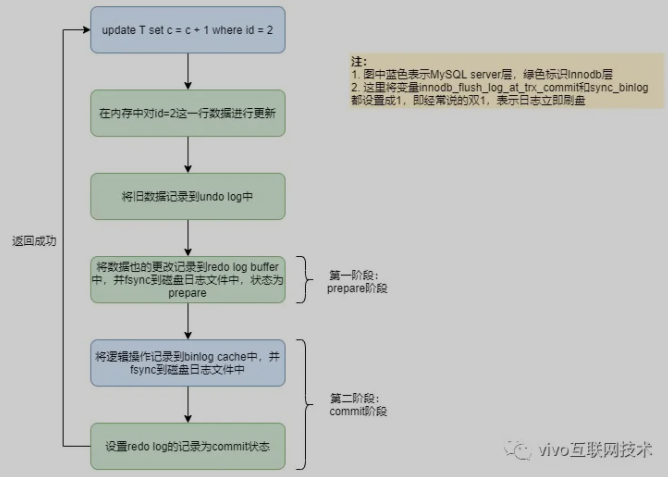 update T set c = c + 1 where id = 2
注:
1. 图中蓝色表示MySQL server层，绿色标识Innodb层
2. 这里将变量innodb_flush_log_at_trx_commit和sync_binlog
都设置成1，即经常说的双1，表示日志立即刷盘
在内存中对id=2这一行数据进行更新
将旧数据记录到undo log中
返回成功
将数据也的更改记录到redo log buffer
中，并fsync到磁盘日志文件中，状态为
prepare
第一阶段:
prepare阶段
将逻辑操作记录到binlog cache中，并
fsync到磁盘日志文件中
第二阶段:
commit阶段
设置redo log的记录为commit状态
vivo互联网技术